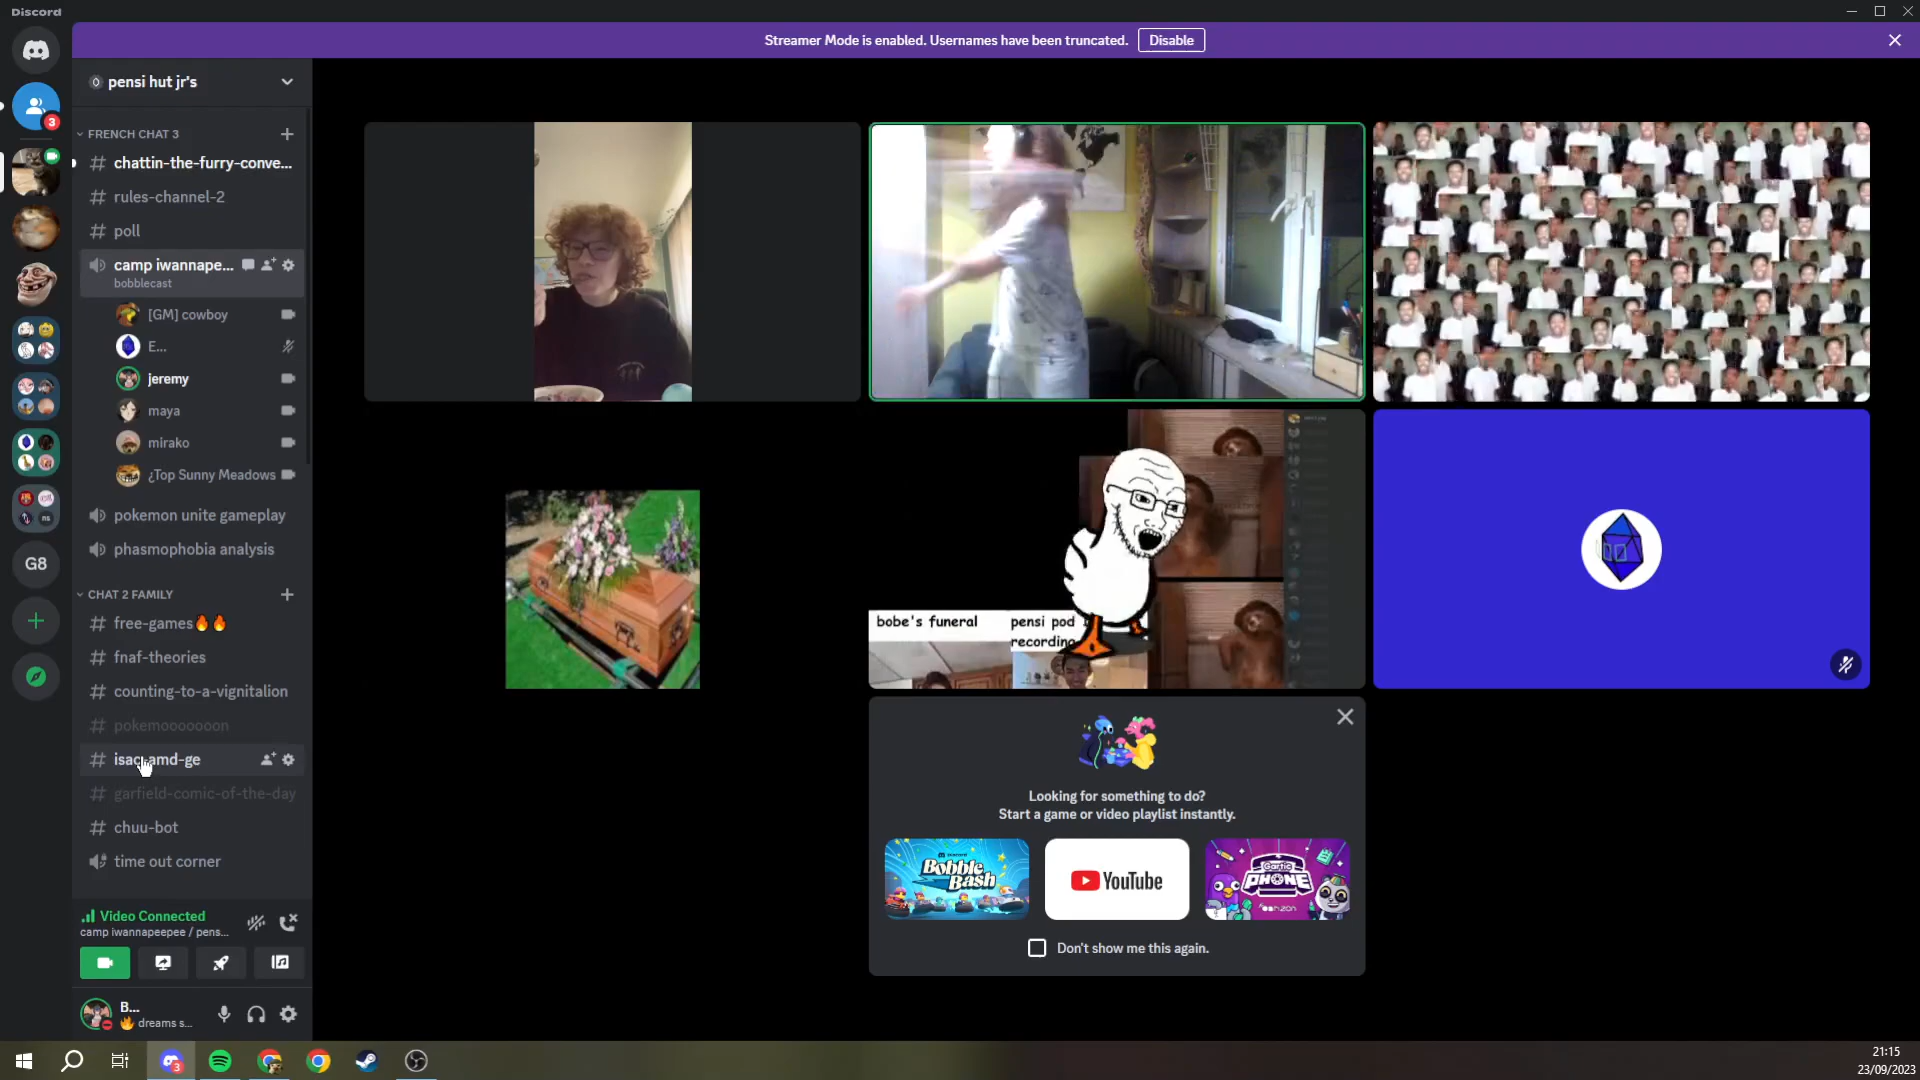 Discord
Streamer Mode is enabled. Usernames have been truncated. Disable
pensi hut jr's
FRENCH CHAT 3
chattin-the-furry-conve...
rules-channel-2
poll
camp iwannape...
bobblecast
[GM] cowboy
E...
jeremy
maya
mirako
¿Top Sunny Meadows
pokemon unite gameplay
phasmophobia analysis
CHAT 2 FAMILY
free-games🔥🔥
fnaf-theories
counting-to-a-vignitalion
pokemooooooon
isac-amd-ge
garfield-comic-of-the-day
chuu-bot
time out corner
3
G8
Video Connected
camp iwannapeepee / pens...
B...
🔥 dreams s...
bobe's funeral
pensi pod
recording
Looking for something to do?
Start a game or video playlist instantly.
Bobble Bash
YouTube
Gartic PHONE
Don't show me this again.
3
21:15
23/09/2023